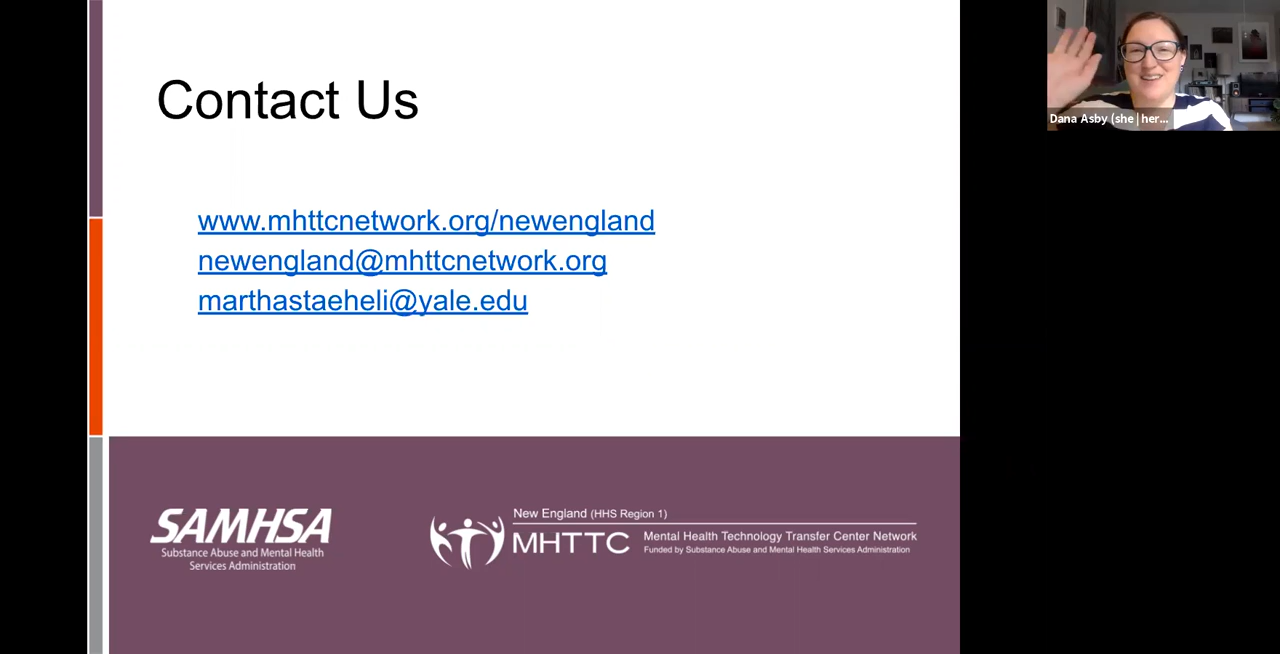 Contact Us
www.mhttcnetwork.org/newengland
newengland@mhttcnetwork.org
marthastaeheli@yale.edu
SAMHSA
Substance Abuse and Mental Health
Services Administration
New England (HHS Region 1)
MHTTC
Mental Health Technology Transfer Center Network
Funded by Substance Abuse and Mental Health Services Administration
Dana Asby (she|her...